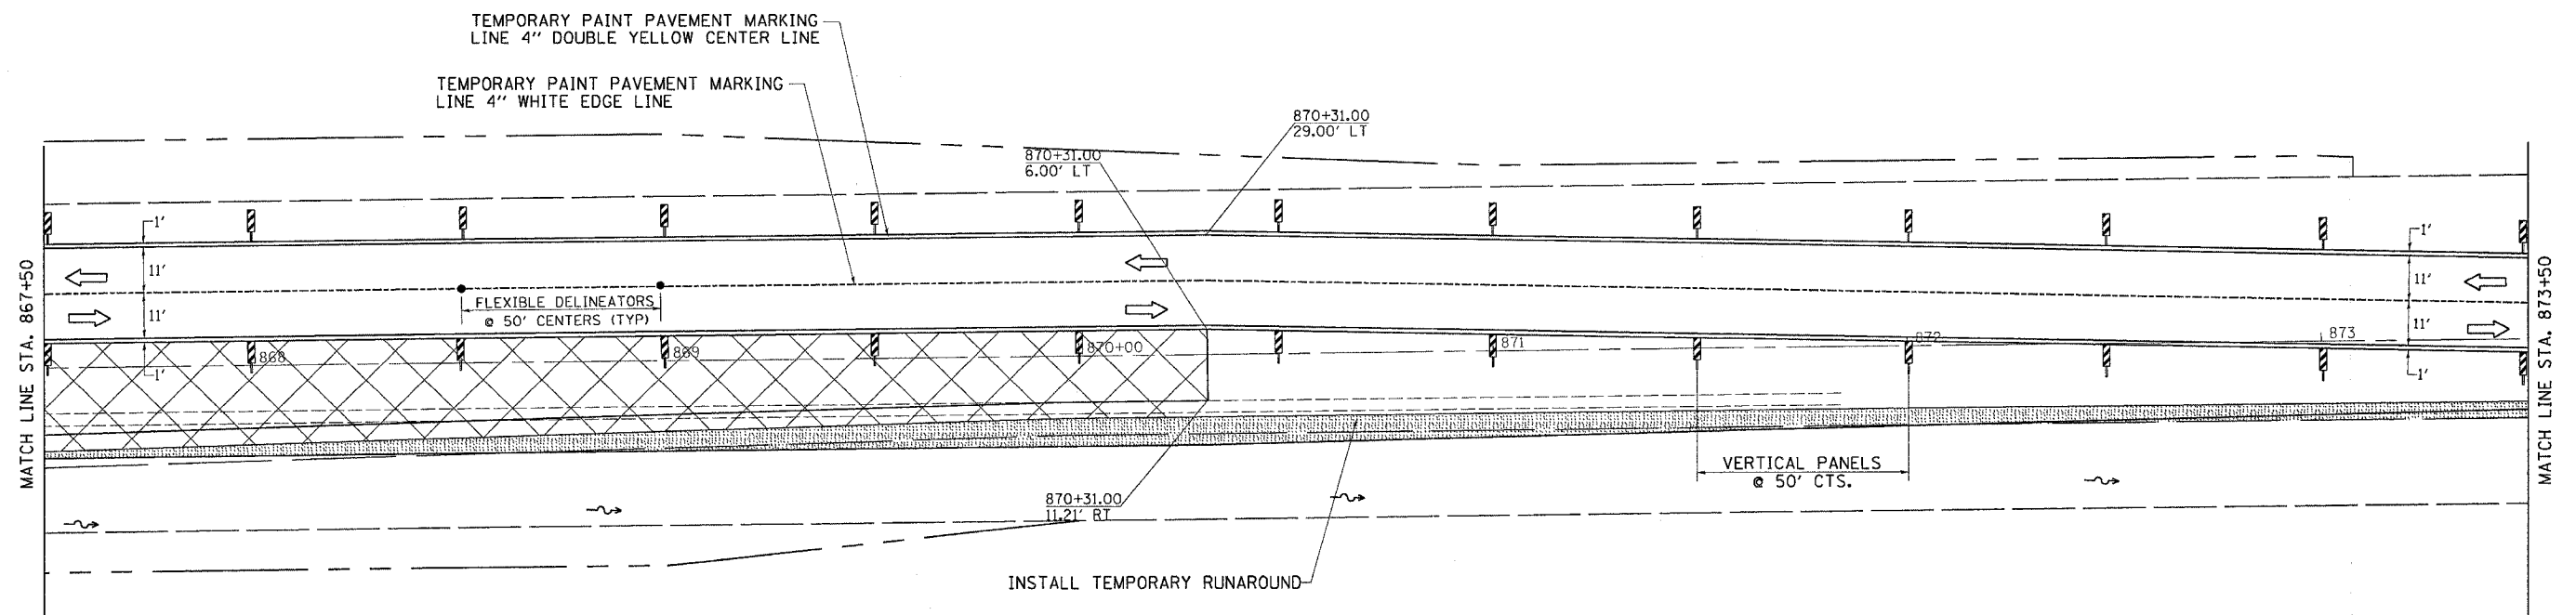 TEMPORARY PAINT PAVEMENT MARKING
LINE 4" DOUBLE YELLOW CENTER LINE
TEMPORARY PAINT PAVEMENT MARKING
LINE 4" WHITE EDGE LINE
870+31.00
29.00' LT
870+31.00
6.00' LT
1'
1'
11'
11'
11'
11'
FLEXIBLE DELINEATORS
@ 50' CENTERS (TYP)
MATCH LINE STA. 867+50
MATCH LINE STA. 873+50
868
869
870+00
871
872
873
1'
1'
VERTICAL PANELS
@ 50' CTS.
870+31.00
11.21' RT
INSTALL TEMPORARY RUNAROUND